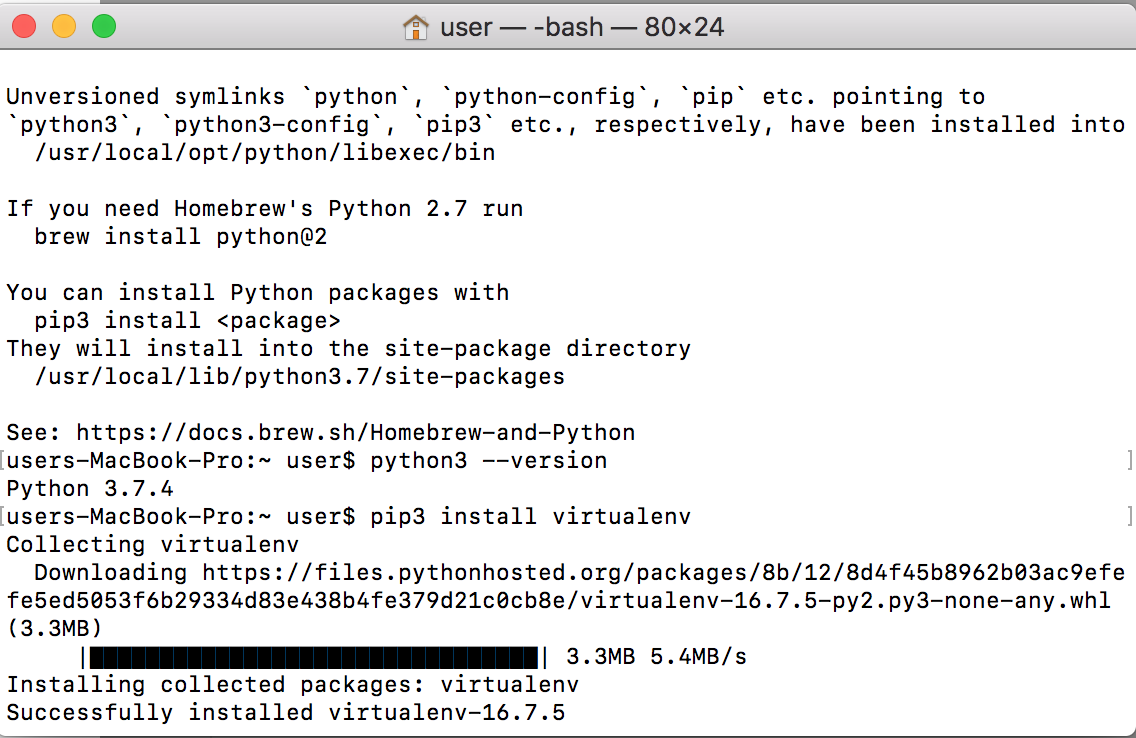 user — -bash — 80×24
Unversioned symlinks `python`, `python-config`, `pip` etc. pointing to
`python3`, `python3-config`, `pip3` etc., respectively, have been installed into
  /usr/local/opt/python/libexec/bin
If you need Homebrew's Python 2.7 run
  brew install python@2
You can install Python packages with
  pip3 install <package>
They will install into the site-package directory
  /usr/local/lib/python3.7/site-packages
See: https://docs.brew.sh/Homebrew-and-Python
[users-MacBook-Pro:~ user$ python3 --version ]
Python 3.7.4
[users-MacBook-Pro:~ user$ pip3 install virtualenv ]
Collecting virtualenv
  Downloading https://files.pythonhosted.org/packages/8b/12/8d4f45b8962b03ac9efe
fe5ed5053f6b29334d83e438b4fe379d21c0cb8e/virtualenv-16.7.5-py2.py3-none-any.whl
(3.3MB)
     |████████████████████████████████| 3.3MB 5.4MB/s
Installing collected packages: virtualenv
Successfully installed virtualenv-16.7.5